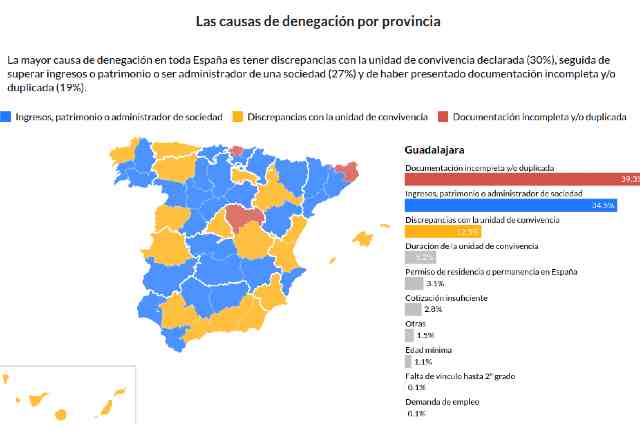 Las causas de denegación por provincia
La mayor causa de denegación en toda España es tener discrepancias con la unidad de convivencia declarada (30%), seguida de
superar ingresos o patrimonio o ser administrador de una sociedad (27%) y de haber presentado documentación incompleta y/o
duplicada (19%).
Ingresos, patrimonio o administrador de sociedad
Discrepancias con la unidad de convivencia
Documentación incompleta y/o duplicada
Guadalajara
Documentación incompleta y/o duplicada
Ingresos, patrimonio o administrador de sociedad
34.5%
Discrepancias con la unidad de convivencia
Duración de la unidad de convivencia
5.2%
Permiso de residencia o permanencia en España
3.1%
Cotización insuficiente
2.8%
Otras
1.5%
Edad mínima
1.1%
Falta de vínculo hasta 2º grado
0.1%
Demanda de empleo
0.1%